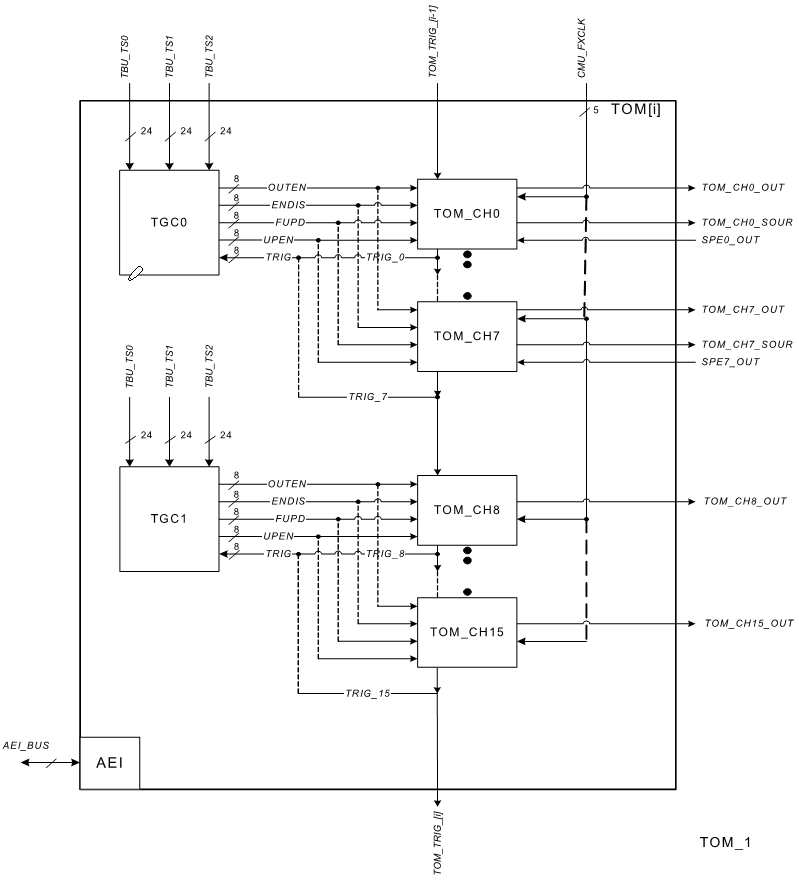 TBU_TS0
TBU_TS1
TBU_TS2
TOM_TRIG_[i-1]
CMU_FXCLK
5
TOM[i]
24
24
24
TGC0
8
OUTEN
8
ENDIS
8
FUPD
8
UPEN
8
TRIG
TRIG_0
TOM_CH0
TOM_CH0_OUT
TOM_CH0_SOUR
SPE0_OUT
TOM_CH7
TOM_CH7_OUT
TOM_CH7_SOUR
SPE7_OUT
TRIG_7
TBU_TS0
TBU_TS1
TBU_TS2
24
24
24
TGC1
8
OUTEN
8
ENDIS
8
FUPD
8
UPEN
8
TRIG
TRIG_8
TOM_CH8
TOM_CH8_OUT
TOM_CH15
TOM_CH15_OUT
TRIG_15
AEI_BUS
AEI
TOM_TRIG_[i]
TOM_1